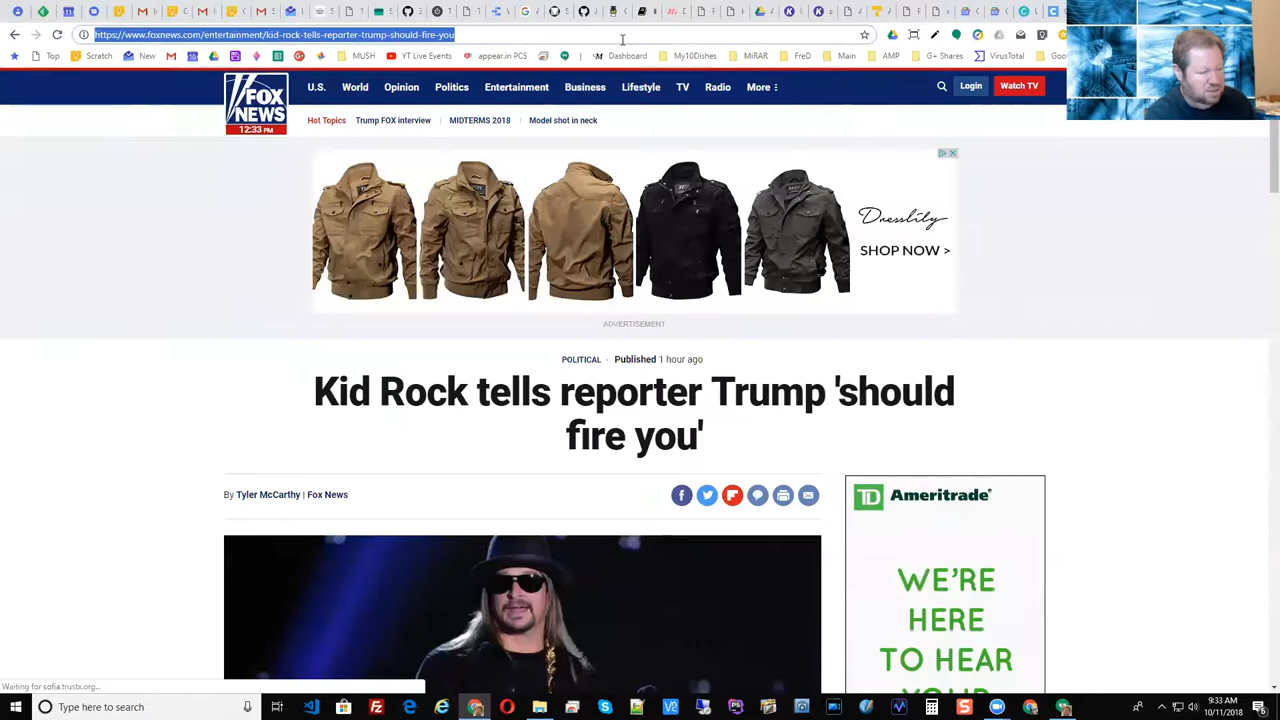 https://www.foxnews.com/entertainment/kid-rock-tells-reporter-trump-should-fire-you
Top Scratch MUSH YT Live Events appear.in PCS Dashboard My10Dishes MiRAR FreD Main AMP G+ Shares VirusTotal Goo
FOX
NEWS
12:33 PM
U.S. World Opinion Politics Entertainment Business Lifestyle TV Radio More Login Watch TV
Hot Topics Trump FOX interview MIDTERMS 2018 Model shot in neck
Dresslily
SHOP NOW >
ADVERTISEMENT
POLITICAL - Published 1 hour ago
Kid Rock tells reporter Trump 'should
fire you'
By Tyler McCarthy | Fox News
TD Ameritrade
WE'RE
HERE
TO HEAR
Waiting for sofia.trustx.org...
Type here to search
9:33 AM
10/11/2018